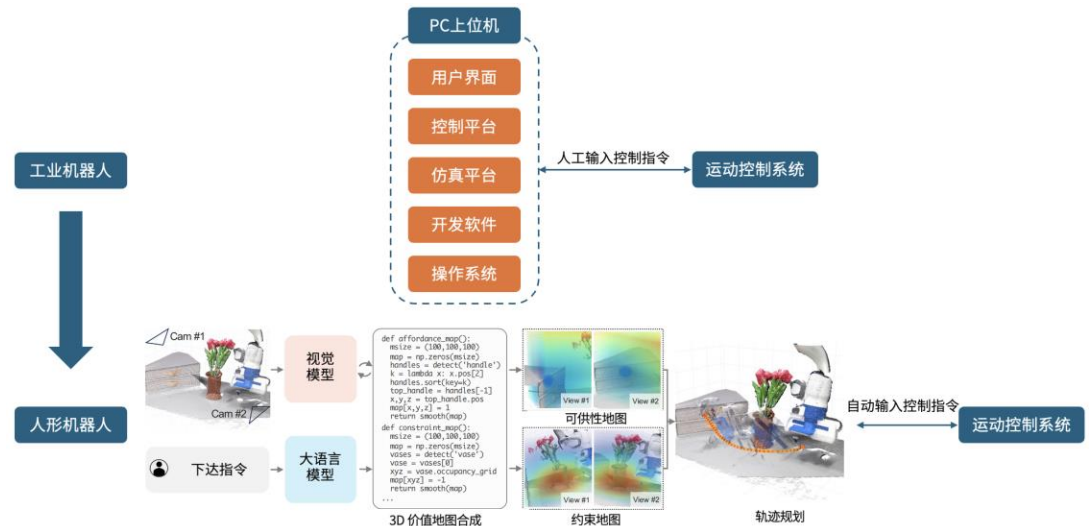 PC上位机
用户界面
控制平台
仿真平台
开发软件
操作系统
人工输入控制指令
运动控制系统
工业机器人
人形机器人
Cam #1
Cam #2
视觉
模型
下达指令
大语言
模型
def affordance_map():
msize = (100,100,100)
map = np.zeros(msize)
handles = detect('handle')
k = lambda x: x.pos[2]
handles.sort(key=k)
top_handle = handles[-1]
x,y,z = top_handle.pos
map[x,y,z] = 1
return smooth(map)
def constraint_map():
msize = (100,100,100)
map = np.zeros(msize)
vases = detect('vase')
vase = vases[0]
xyz = vase.occupancy_grid
map[xyz] = -1
return smooth(map)
...
3D 价值地图合成
View #1
View #2
可供性地图
View #1
View #2
约束地图
轨迹规划
自动输入控制指令
运动控制系统